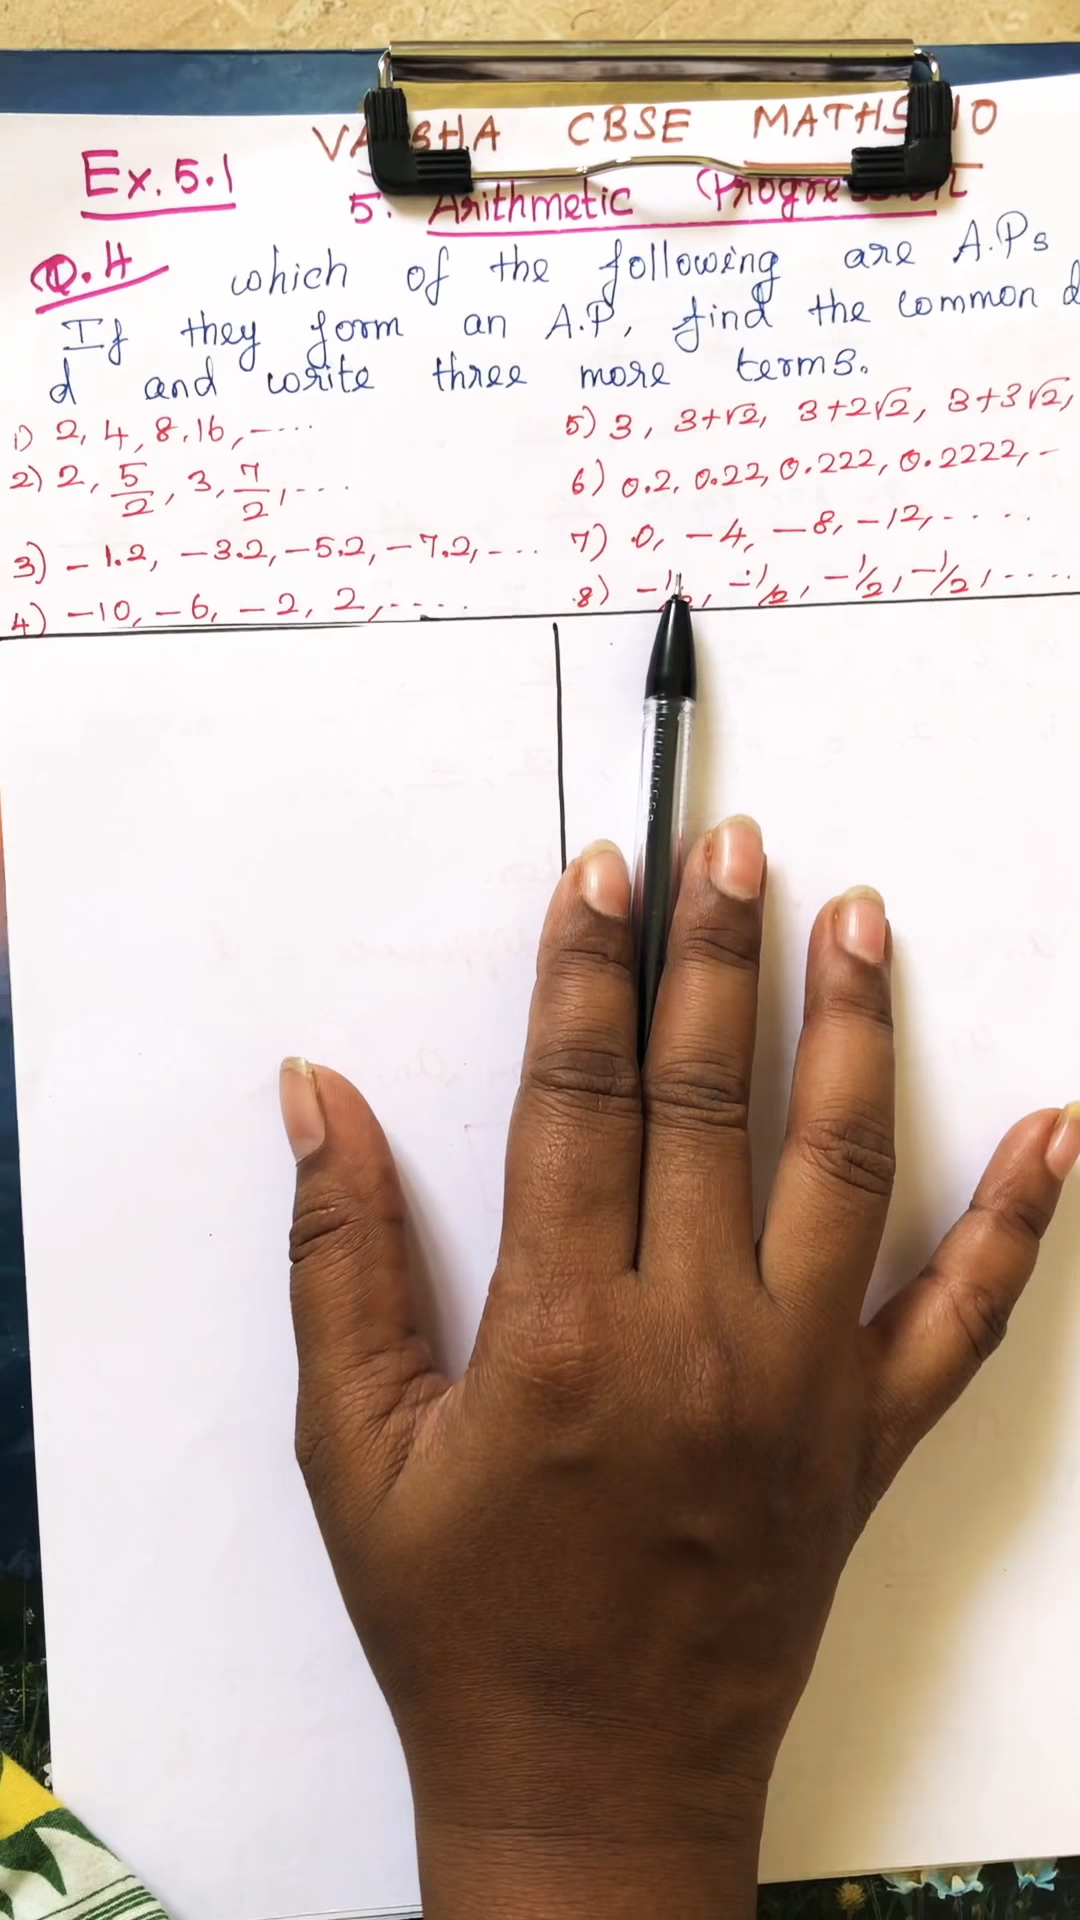 CBSE MATHS 10
Ex. 5.1
5. Arithmetic
Q.4 which of the following are A.Ps
If they form an A.P, find the common d
d and write three more terms.
1) 2, 4, 8, 16, -....
2) 2, 5/2, 3, 7/2, ...
3) -1.2, -3.2, -5.2, -7.2, -...
4) -10, -6, -2, 2, -....
5) 3, 3+√2, 3+2√2, 3+3√2,
6) 0.2, 0.22, 0.222, 0.2222, -
7) 0, -4, -8, -12, .....
8) -1/2, -1/2, -1/2, -1/2, ....